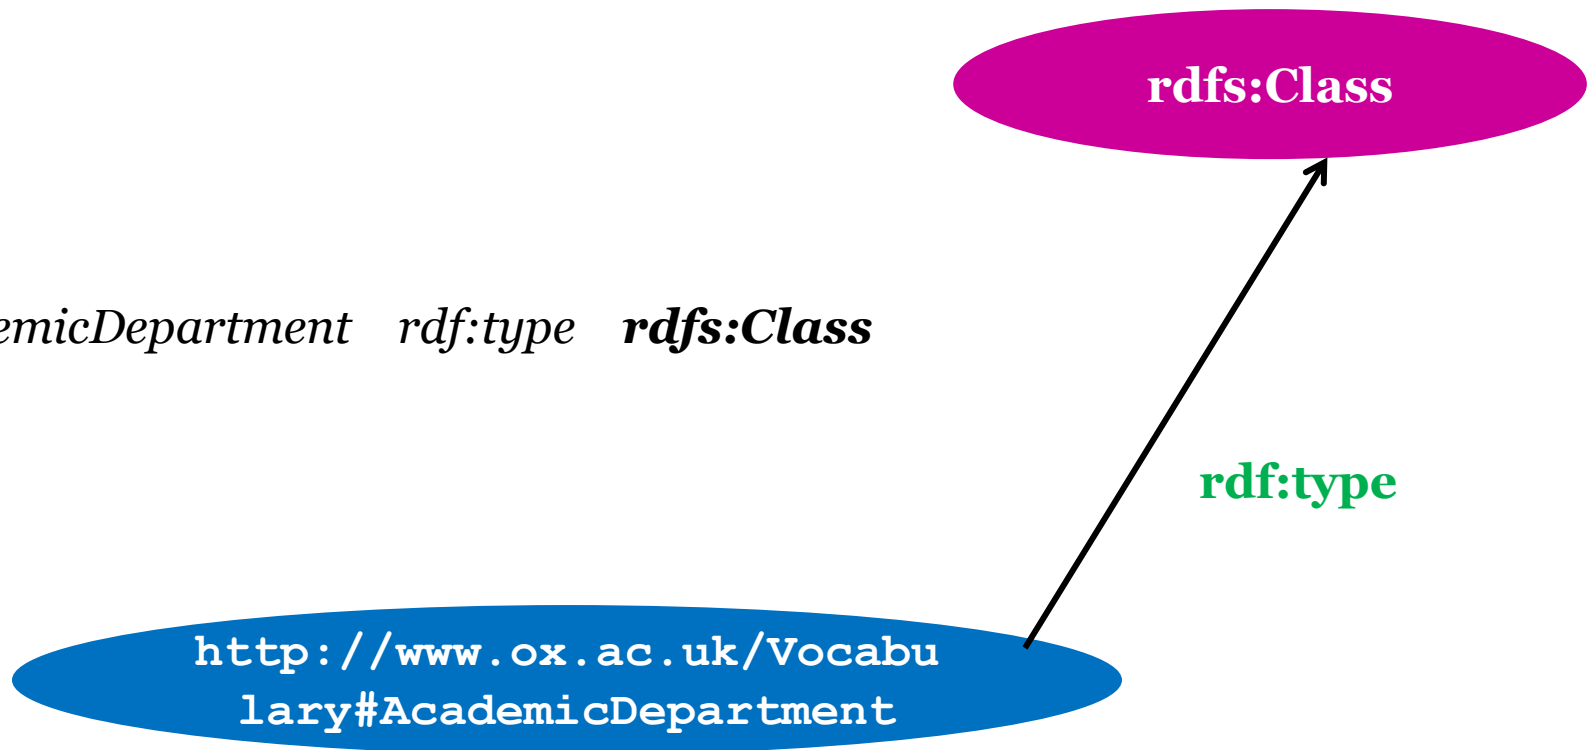 rdfs:Class
emicDepartment rdf:type rdfs:Class
rdf:type
http://www.ox.ac.uk/Vocabu
lary#AcademicDepartment